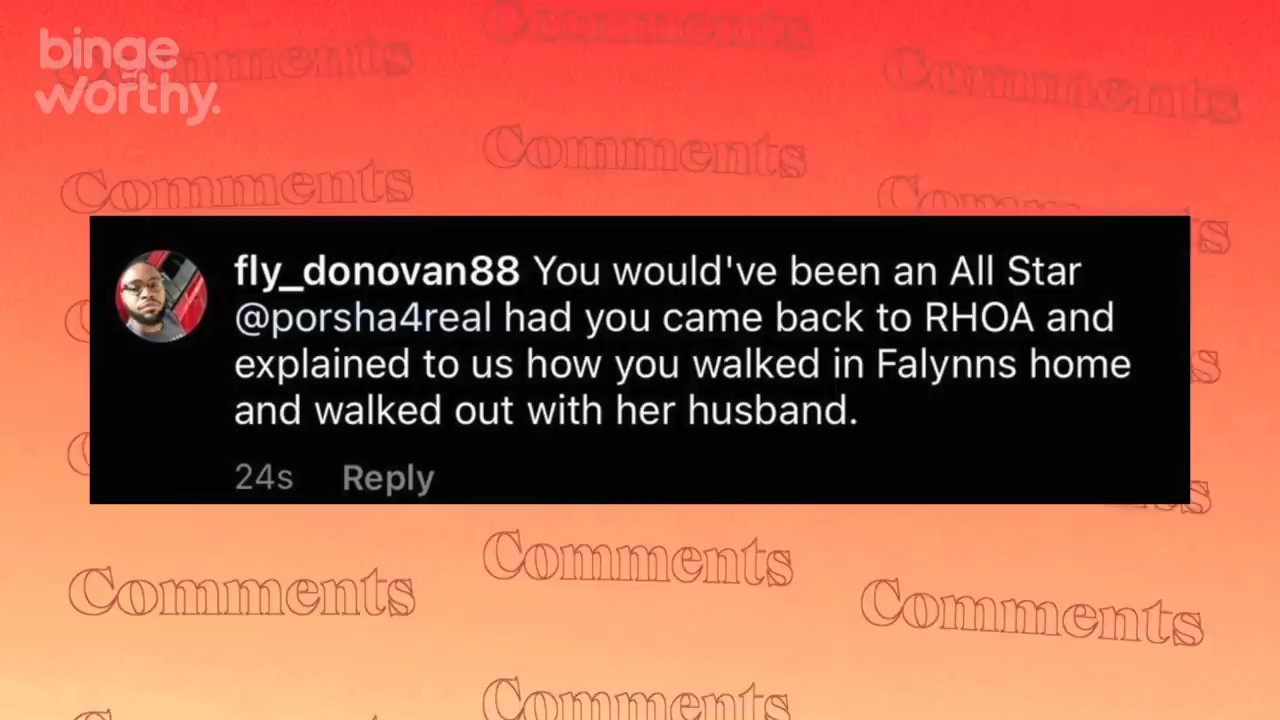 binge
worthy.
Comments
Comments
Comments
Comments
Comments
fly_donovan88 You would've been an All Star
@porsha4real had you came back to RHOA and
explained to us how you walked in Falynns home
and walked out with her husband.
24s Reply
Comments
Comments
Comments
Comments